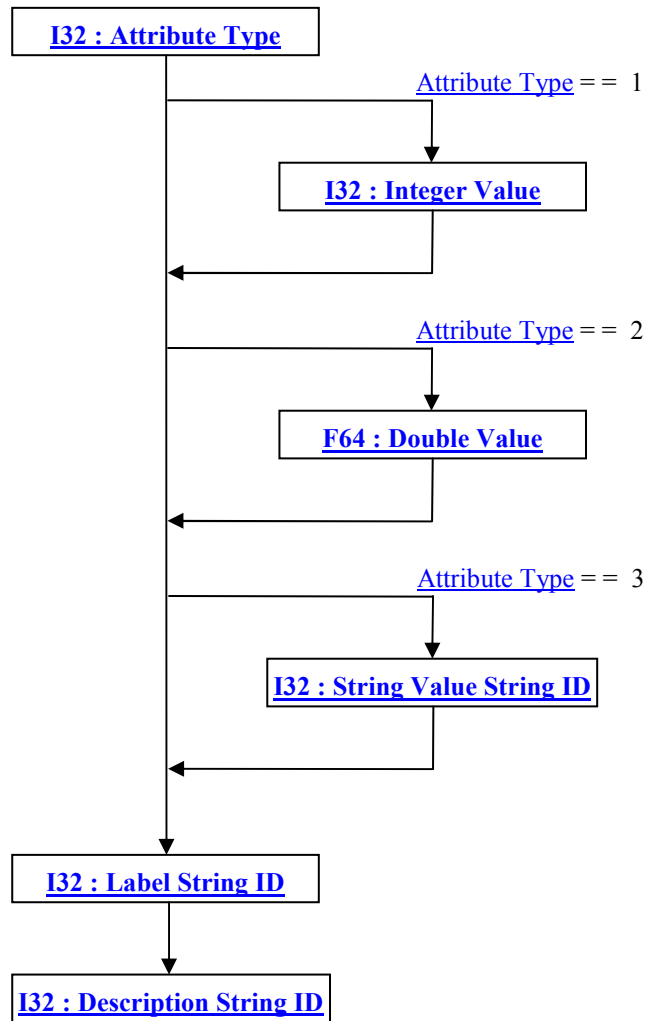 I32 : Attribute Type
Attribute Type = = 1
I32 : Integer Value
Attribute Type = = 2
F64 : Double Value
Attribute Type = = 3
I32 : String Value String ID
I32 : Label String ID
I32 : Description String ID